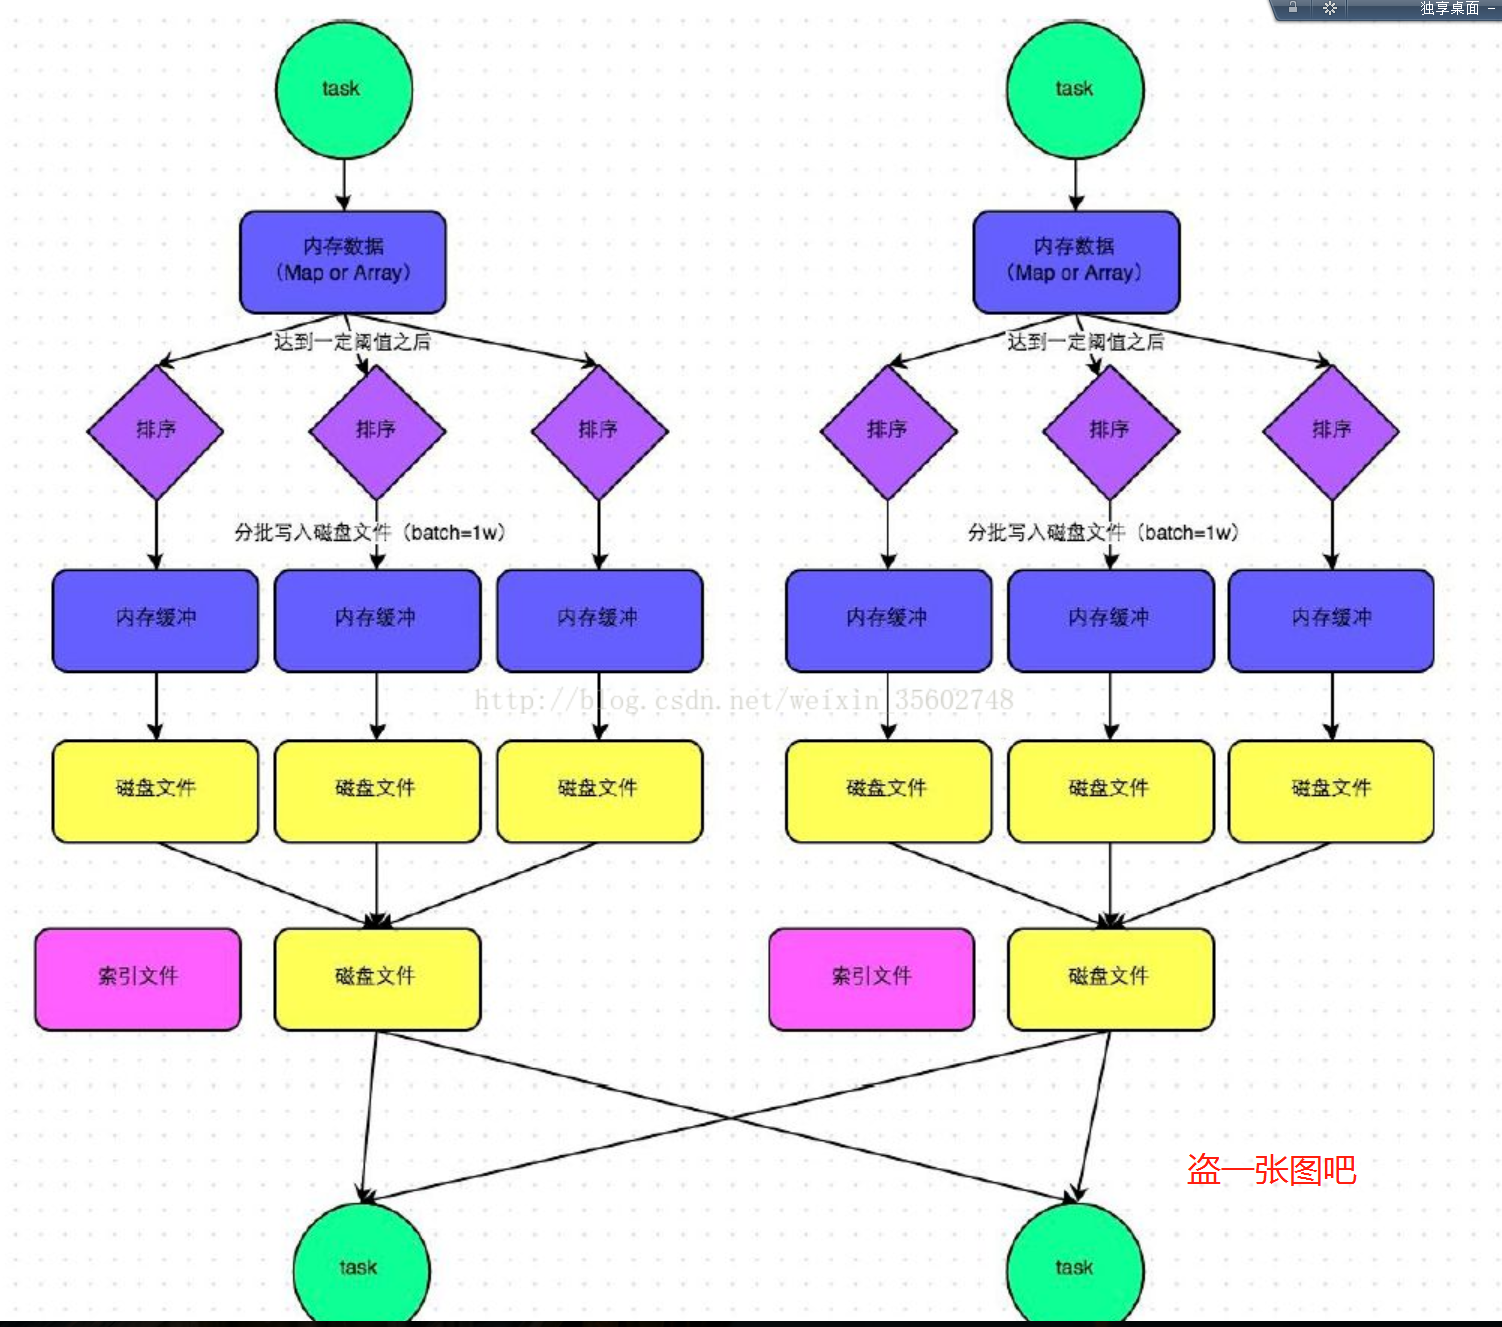 独享桌面
task
task
内存数据
（Map or Array）
内存数据
（Map or Array）
达到一定阈值之后
达到一定阈值之后
排序
排序
排序
排序
排序
排序
分批写入磁盘文件（batch=1w）
分批写入磁盘文件（batch=1w）
内存缓冲
内存缓冲
内存缓冲
内存缓冲
内存缓冲
内存缓冲
http://blog.csdn.net/weixin_35602748
磁盘文件
磁盘文件
磁盘文件
磁盘文件
磁盘文件
磁盘文件
索引文件
磁盘文件
索引文件
磁盘文件
盗一张图吧
task
task